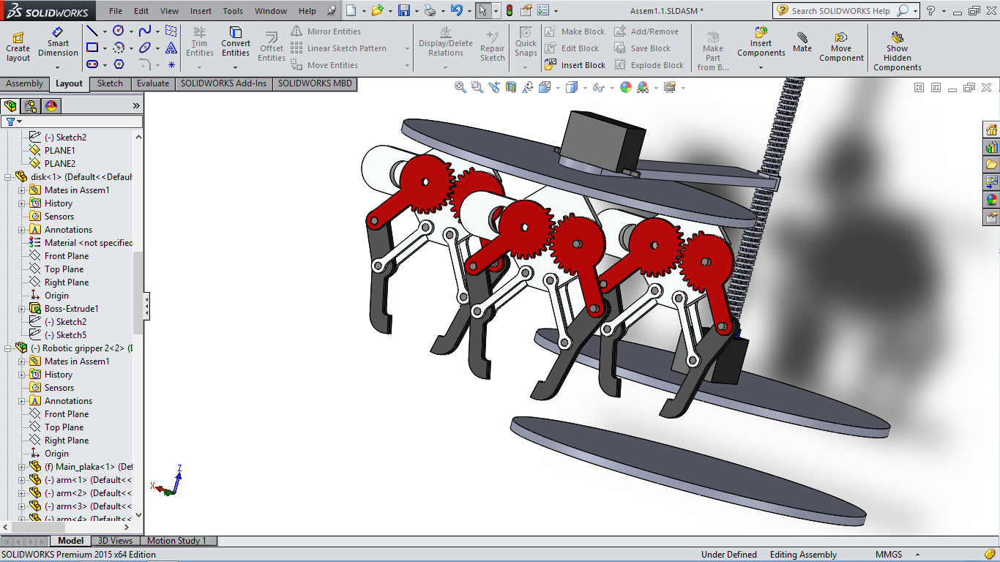 SOLIDWORKS File Edit View Insert Tools Window Help Assem1.1.SLDASM * Search SOLIDWORKS Help
Create layout
Smart Dimension
Trim Entities
Convert Entities
Offset Entities
Mirror Entities
Linear Sketch Pattern
Move Entities
Display/Delete Relations
Repair Sketch
Quick Snaps
Make Block
Edit Block
Insert Block
Add/Remove
Save Block
Explode Block
Make Part from B...
Insert Components
Mate
Move Component
Show Hidden Components
Assembly Layout Sketch Evaluate SOLIDWORKS Add-Ins SOLIDWORKS MBD
(-) Sketch2
PLANE1
PLANE2
disk<1> (Default<<Defaul
Mates in Assem1
History
Sensors
Annotations
Material <not specified
Front Plane
Top Plane
Right Plane
Origin
Boss-Extrude1
(-) Sketch2
(-) Sketch5
(-) Robotic gripper 2<2> (D
Mates in Assem1
History
Sensors
Annotations
Front Plane
Top Plane
Right Plane
Origin
(f) Main_plaka<1> (Def
(-) arm<1> (Default<<
(-) arm<2> (Default<<
(-) arm<3> (Default<<
(-) arm<4> (Default<<
Z
X
Model 3D Views Motion Study 1
SOLIDWORKS Premium 2015 x64 Edition Under Defined Editing Assembly MMGS